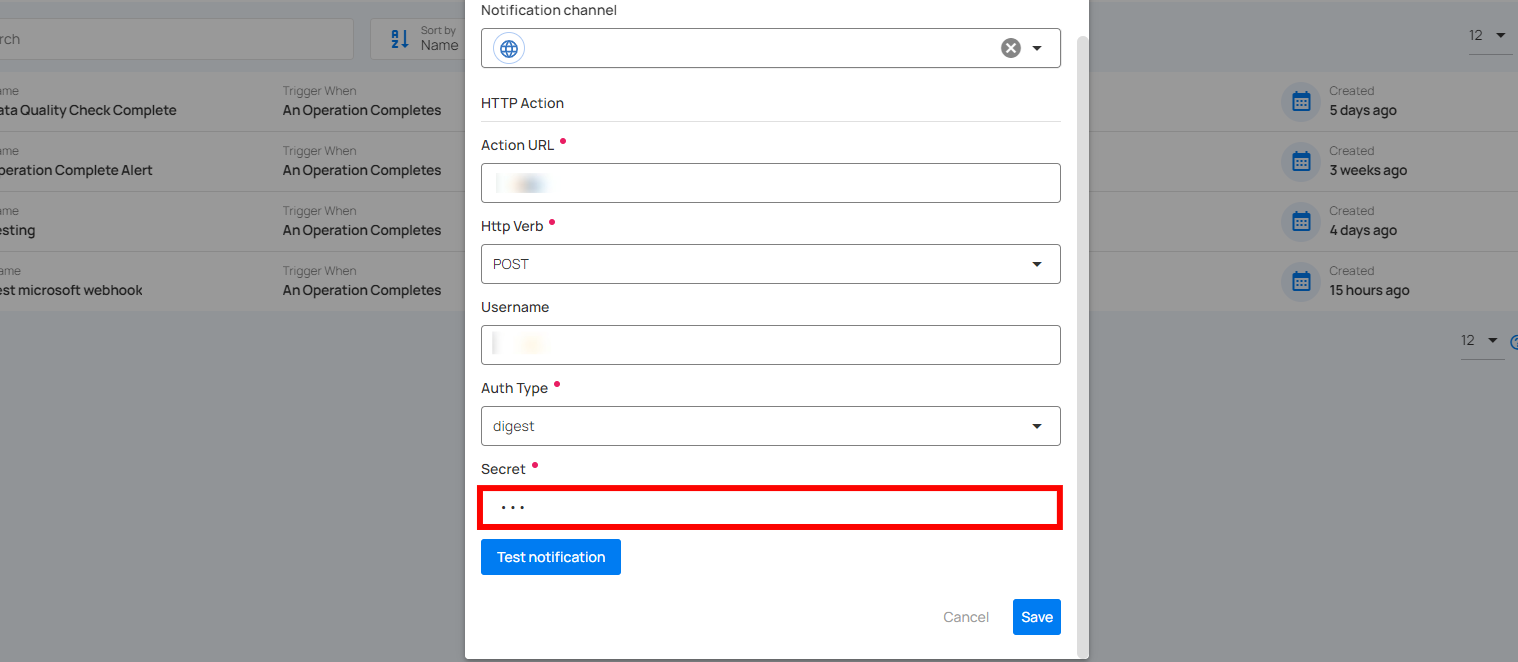 Notification channel
rch
Sort by
Name
12
HTTP Action
ame
Trigger When
Created
ata Quality Check Complete
An Operation Completes
5 days ago
Action URL
ame
Trigger When
Created
peration Complete Alert
An Operation Completes
3 weeks ago
Http Verb
ame
Trigger When
Created
esting
An Operation Completes
4 days ago
POST
ame
Trigger When
Created
est microsoft webhook
An Operation Completes
15 hours ago
Username
12
Auth Type
digest
Secret
•••
Test notification
Cancel
Save